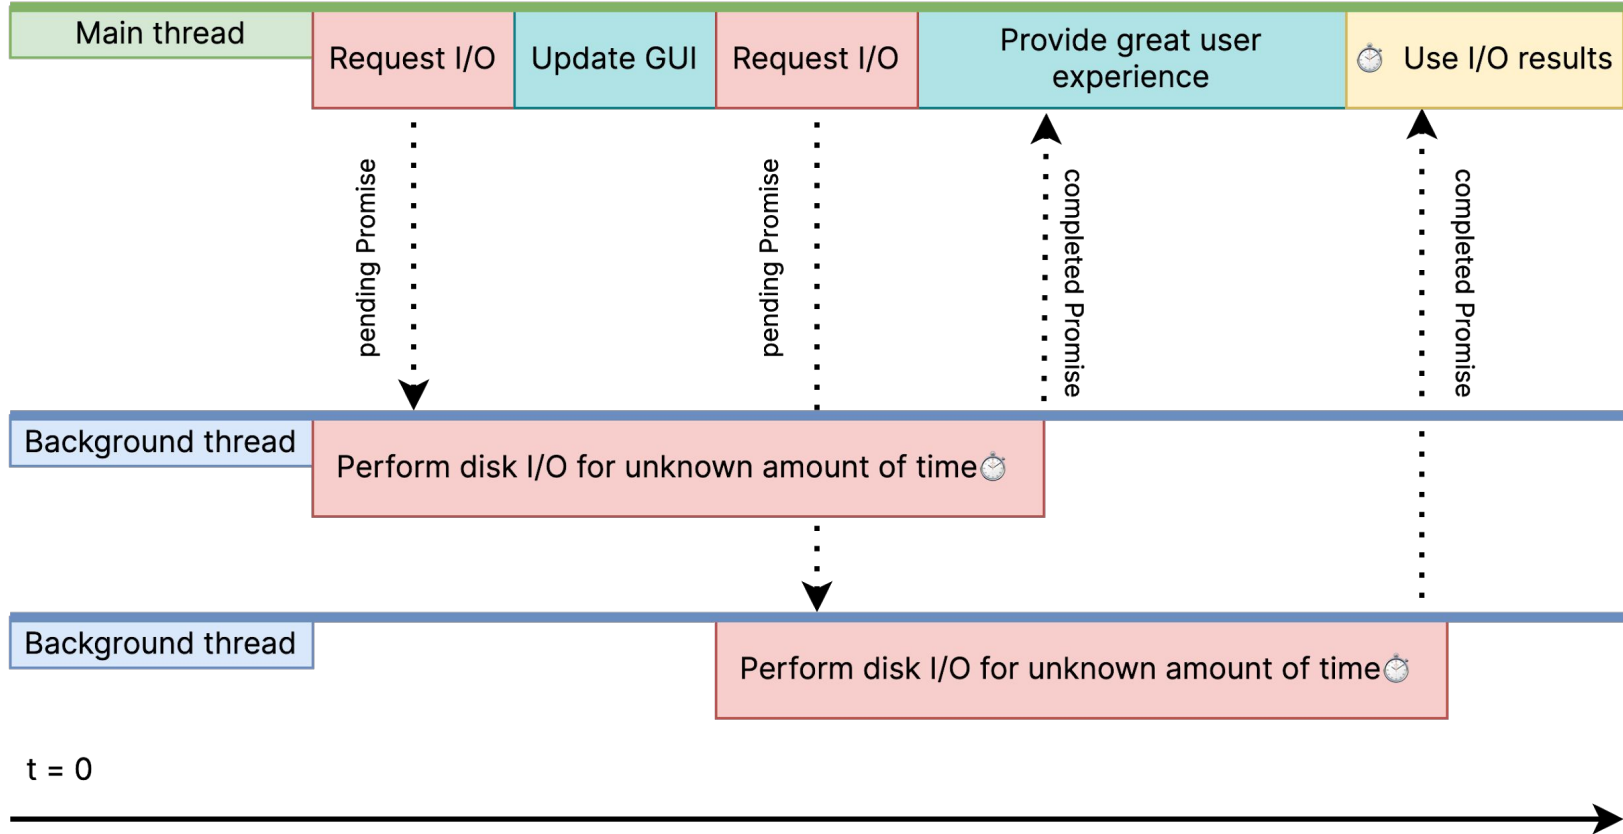 Main thread
Request I/O
Update GUI
Request I/O
Provide great user
experience
Use I/O results
pending Promise
pending Promise
completed Promise
completed Promise
Background thread
Perform disk I/O for unknown amount of time
Background thread
Perform disk I/O for unknown amount of time
t = 0